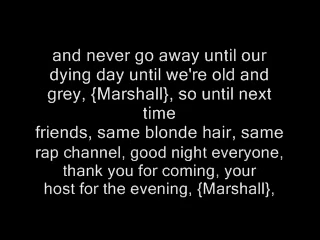 and never go away until our
dying day until we're old and
grey, {Marshall}, so until next
time
friends, same blonde hair, same
rap channel, good night everyone,
thank you for coming, your
host for the evening, {Marshall},